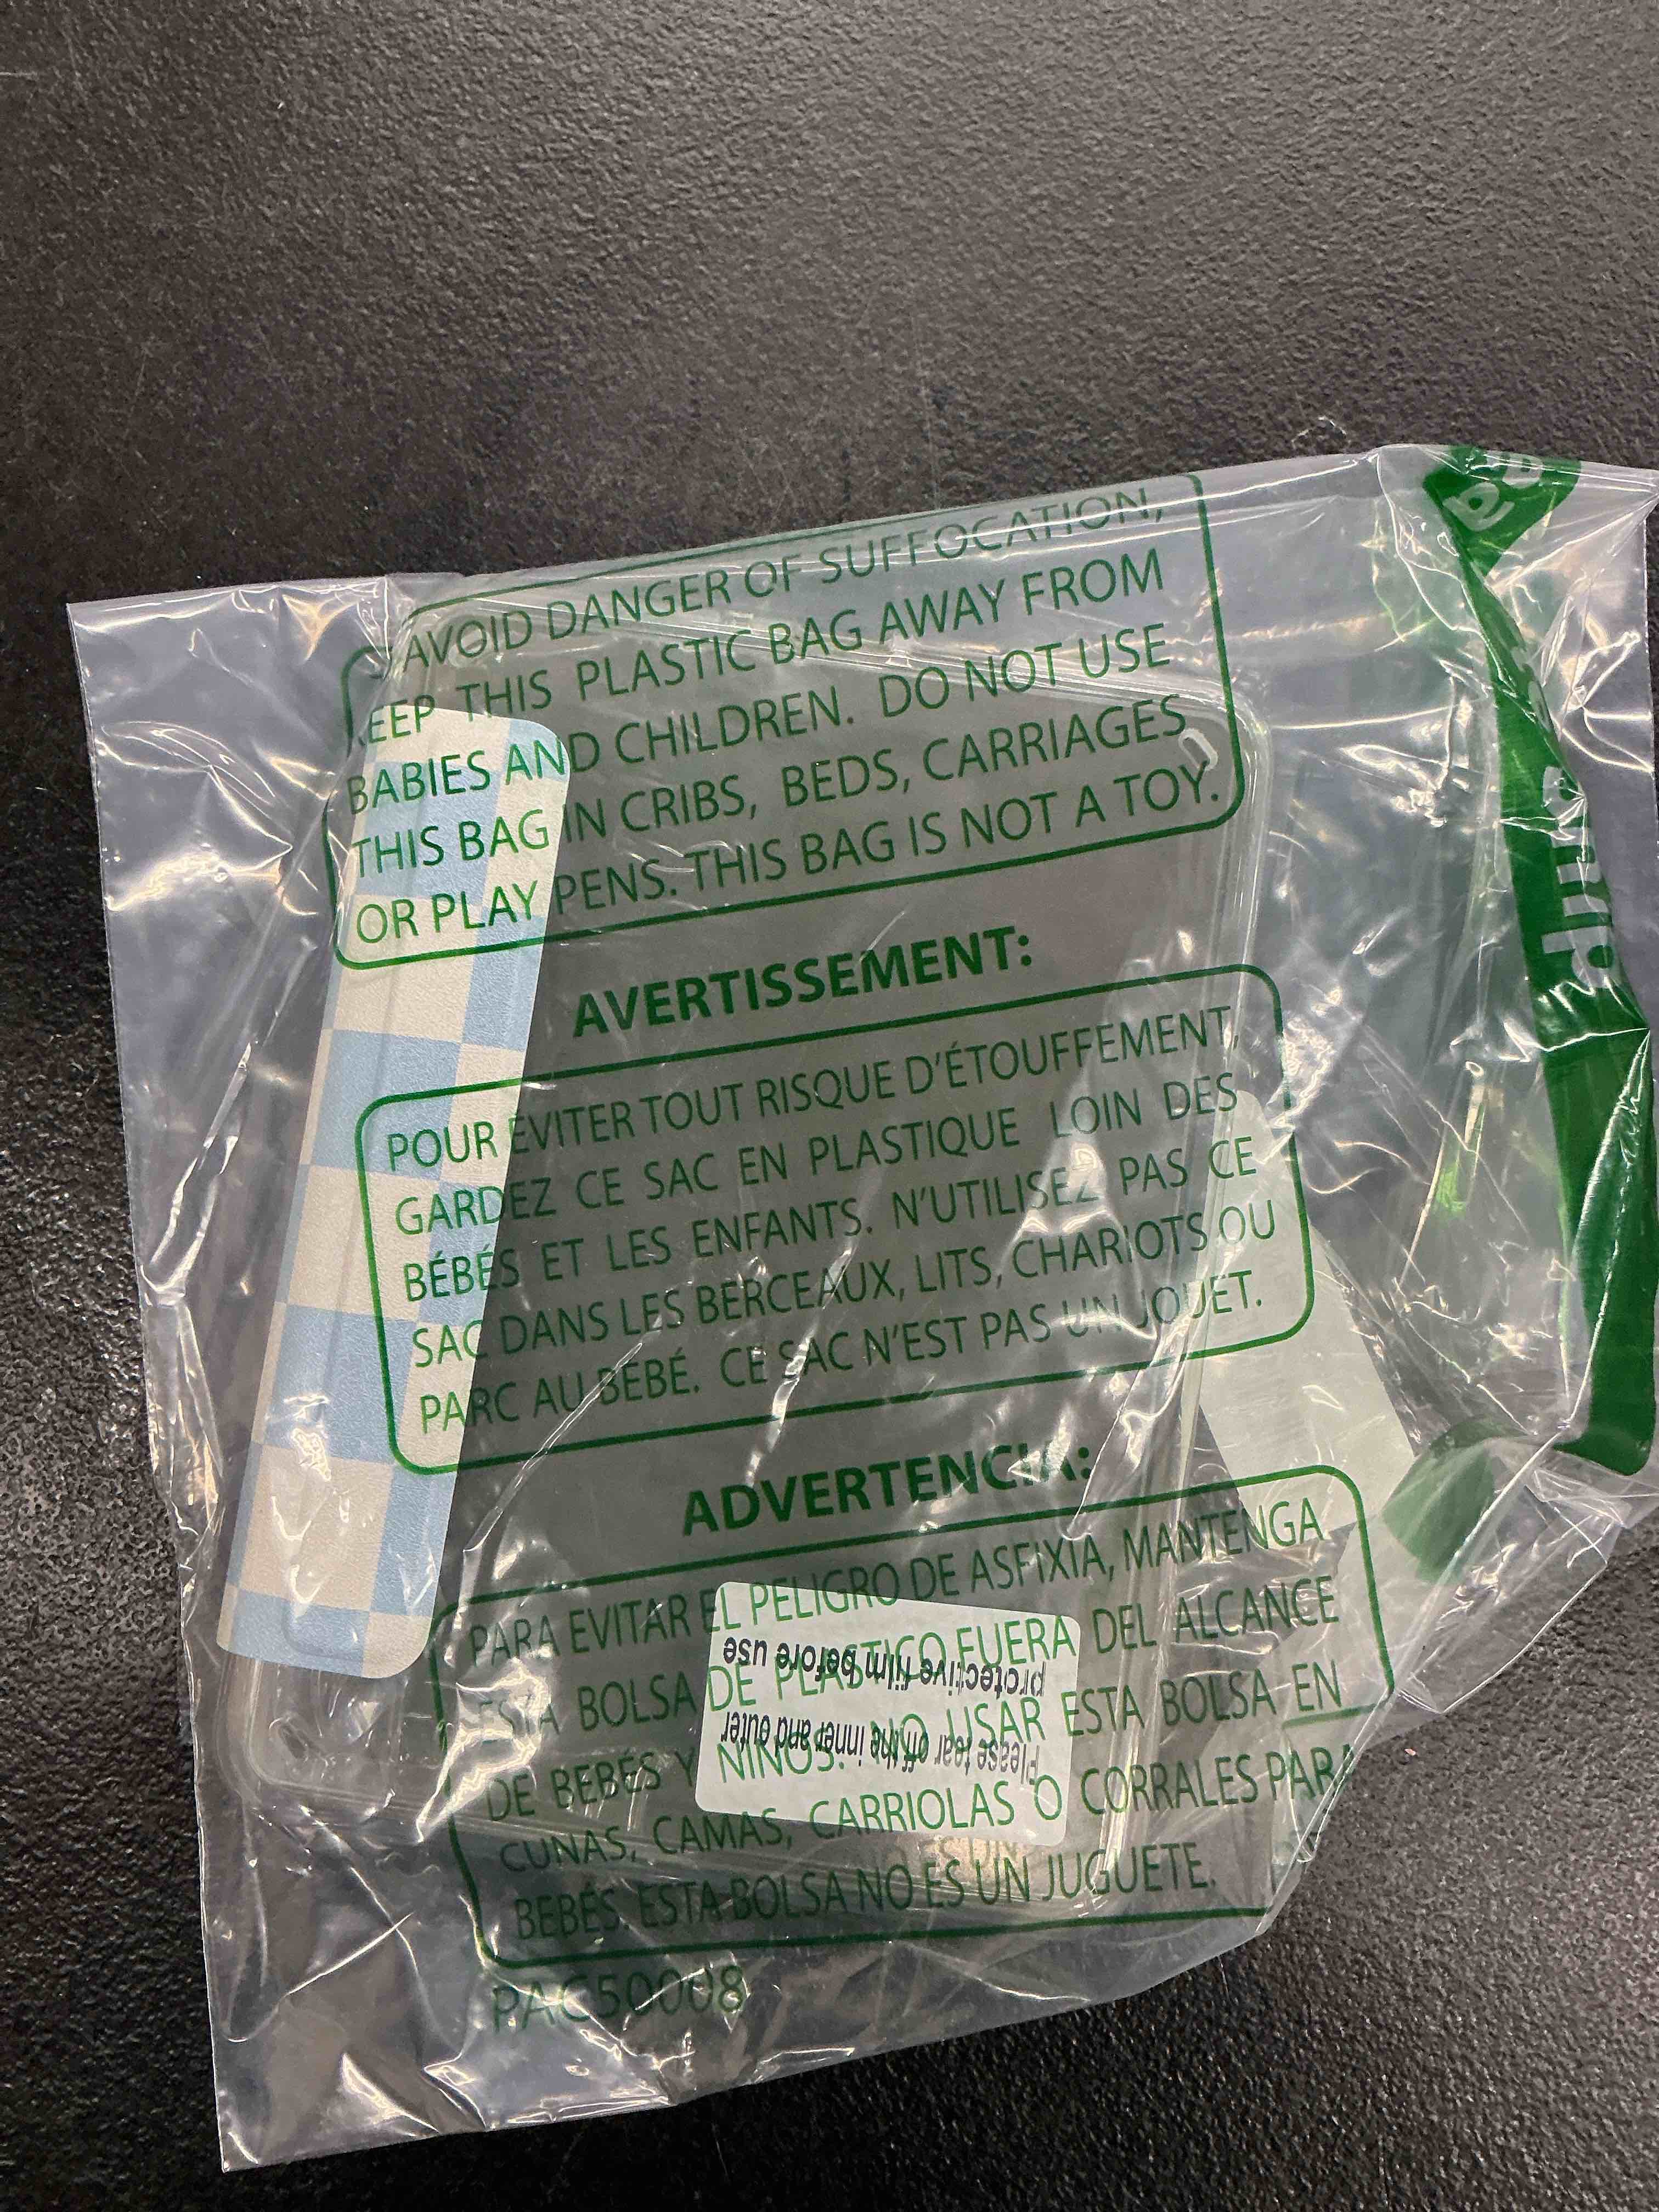 AVOID DANGER OF SUFFOCATION,
KEEP THIS PLASTIC BAG AWAY FROM
BABIES AND CHILDREN. DO NOT USE
THIS BAG IN CRIBS, BEDS, CARRIAGES
OR PLAY PENS. THIS BAG IS NOT A TOY.
AVERTISSEMENT:
POUR ÉVITER TOUT RISQUE D'ÉTOUFFEMENT,
GARDEZ CE SAC EN PLASTIQUE LOIN DES
BÉBÉS ET LES ENFANTS. N'UTILISEZ PAS CE
SAC DANS LES BERCEAUX, LITS, CHARIOTS OU
PARC AU BÉBÉ. CE SAC N'EST PAS UN JOUET.
ADVERTENCIA:
PARA EVITAR EL PELIGRO DE ASFIXIA, MANTENGA
ESTA BOLSA DE PLASTICO FUERA DEL ALCANCE
DE BEBÉS Y NIÑOS. NO USAR ESTA BOLSA EN
CUNAS, CAMAS, CARRIOLAS O CORRALES PARA
BEBÉS. ESTA BOLSA NO ES UN JUGUETE.
PAC50008
Please tear off the inner and outer
protective film before use